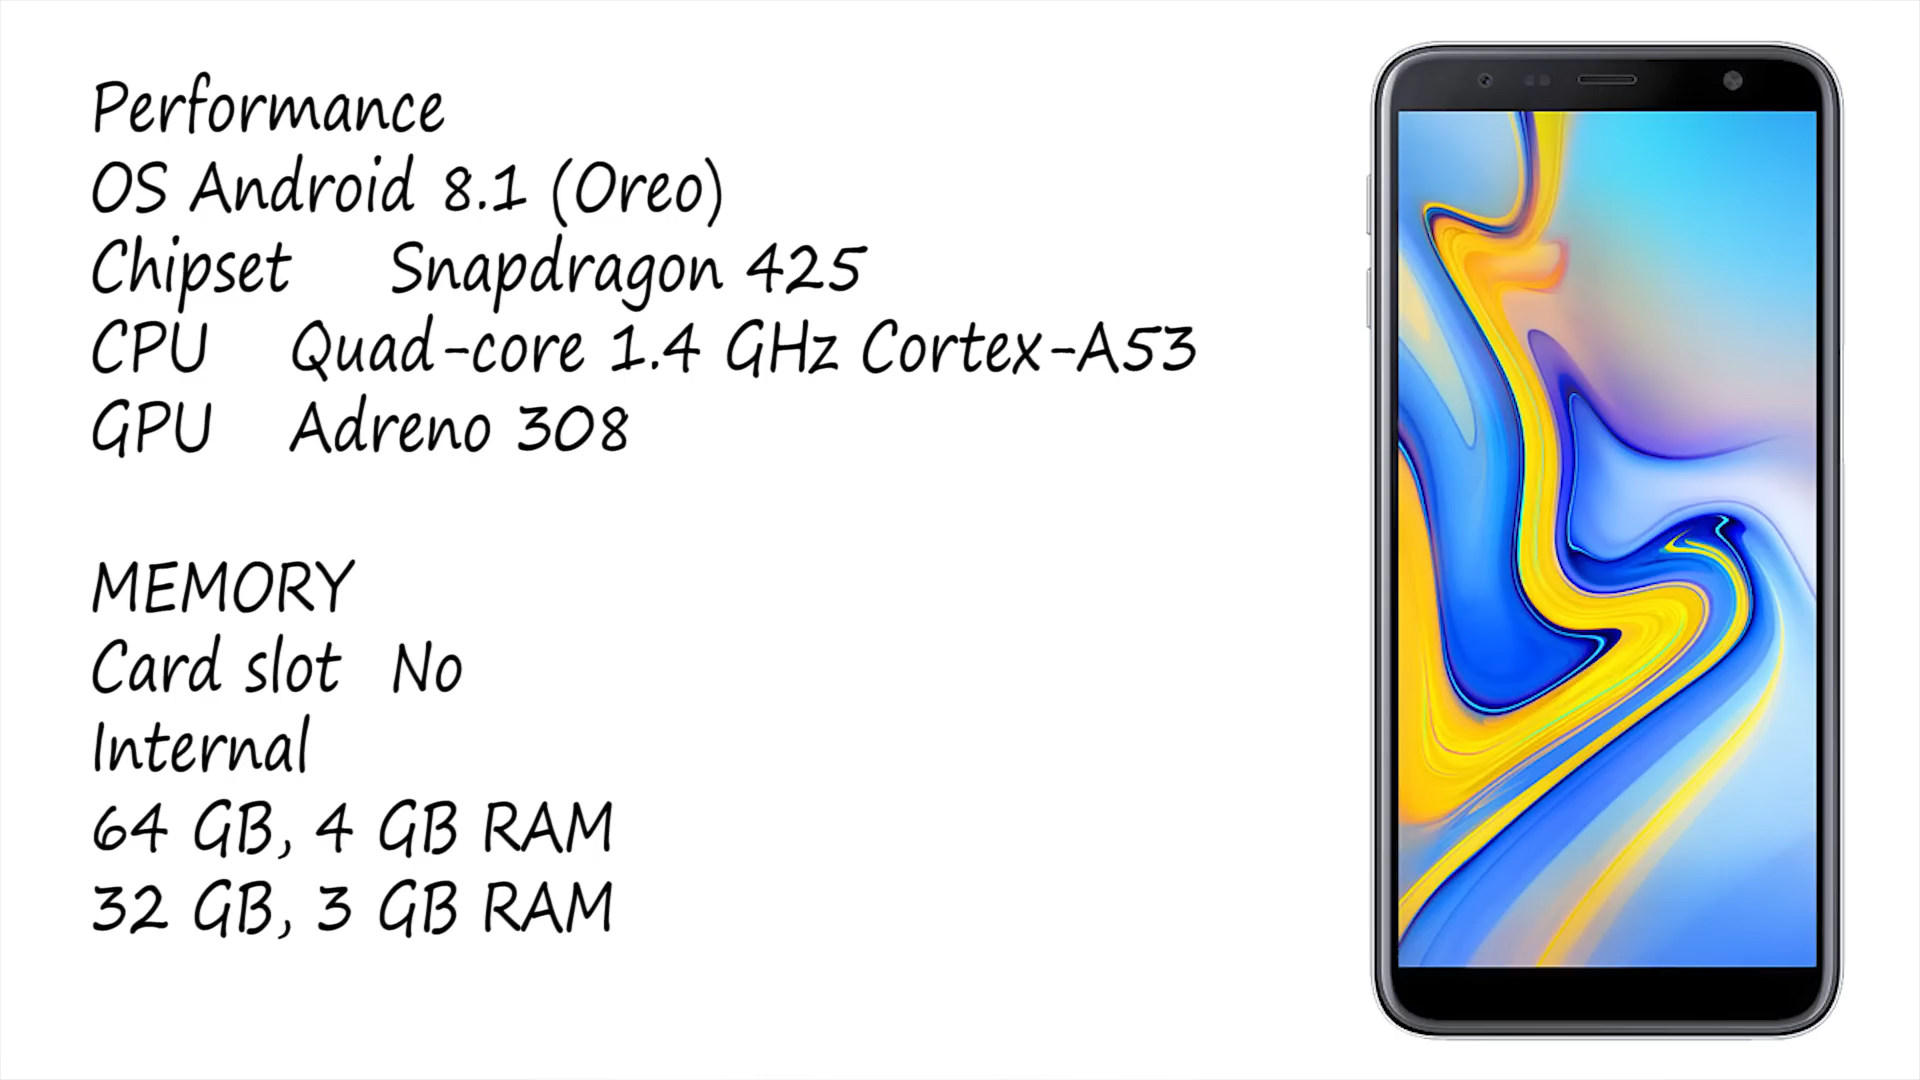 Performance
OS Android 8.1 (Oreo)
Chipset Snapdragon 425
CPU Quad-core 1.4 GHz Cortex-A53
GPU Adreno 308
MEMORY
Card slot No
Internal
64 GB, 4 GB RAM
32 GB, 3 GB RAM